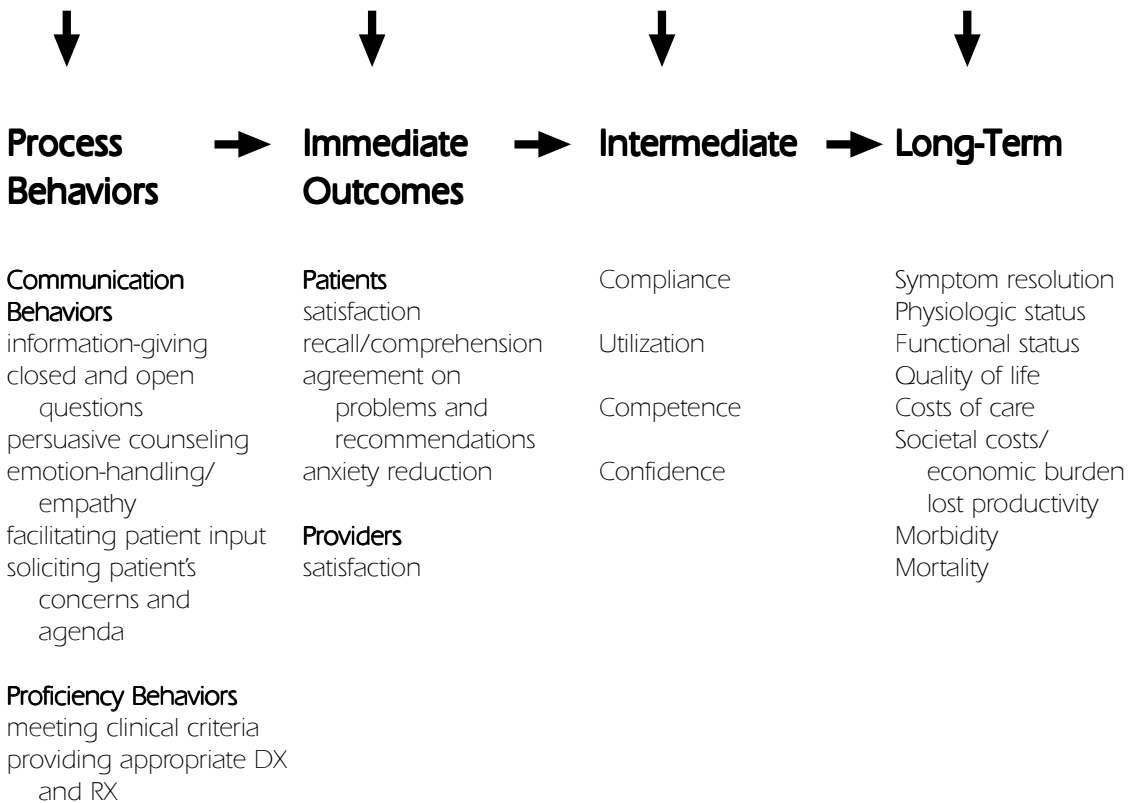 Process
Behaviors
Immediate
Outcomes
Intermediate
Long-Term
Communication
Behaviors
information-giving
closed and open
questions
persuasive counseling
emotion-handling/
empathy
facilitating patient input
soliciting patient's
concerns and
agenda
Proficiency Behaviors
meeting clinical criteria
providing appropriate DX
and RX
Patients
satisfaction
recall/comprehension
agreement on
problems and
recommendations
anxiety reduction
Providers
satisfaction
Compliance
Utilization
Competence
Confidence
Symptom resolution
Physiologic status
Functional status
Quality of life
Costs of care
Societal costs/
economic burden
lost productivity
Morbidity
Mortality